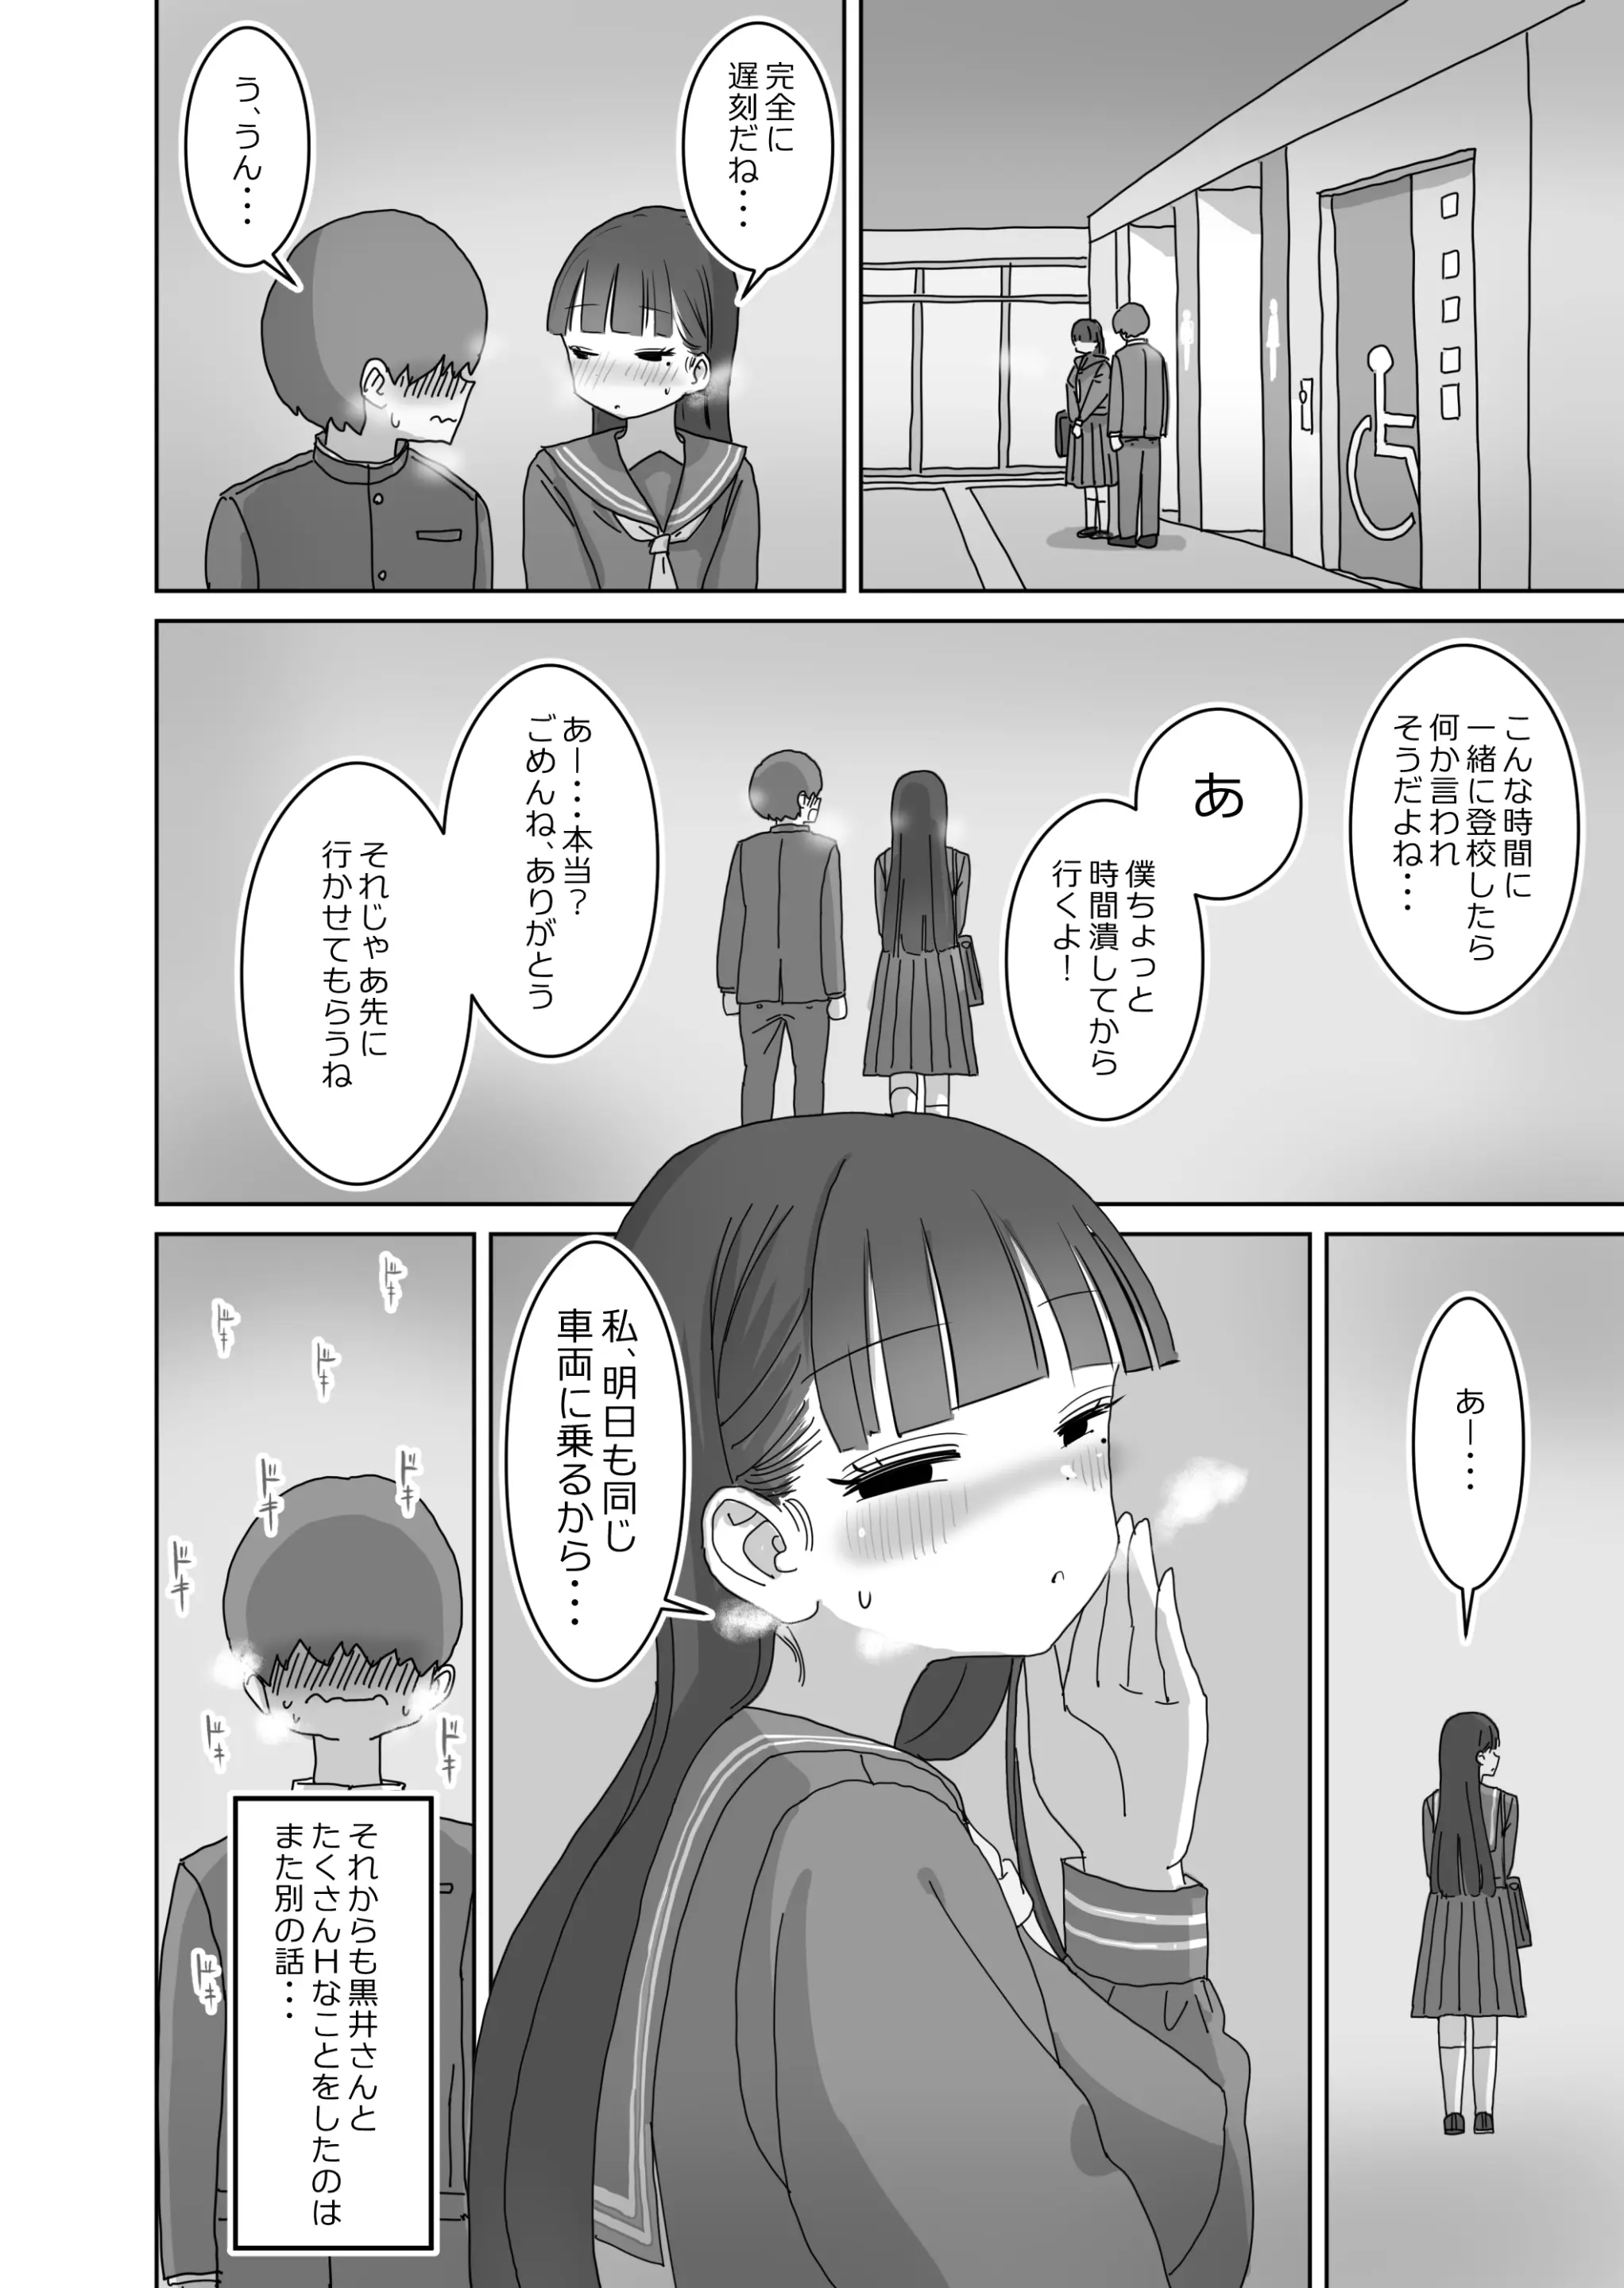 完全に
遅刻だね・・・
う、うん・・・
こんな時間に
一緒に登校したら
何か言われ
そうだよね・・・
あ
僕ちょっと
時間潰してから
行くよ！
あー・・・本当？
ごめんね、ありがとう
それじゃあ先に
行かせてもらうね
あー・・・
私、明日も同じ
車両に乗るから・・・
ドキ
ドキ
ドキ
ドキ
ドキ
ドキ
ドキ
ドキ
ドキ
それからも黒井さんと
たくさんHなことをしたのは
また別の話・・・